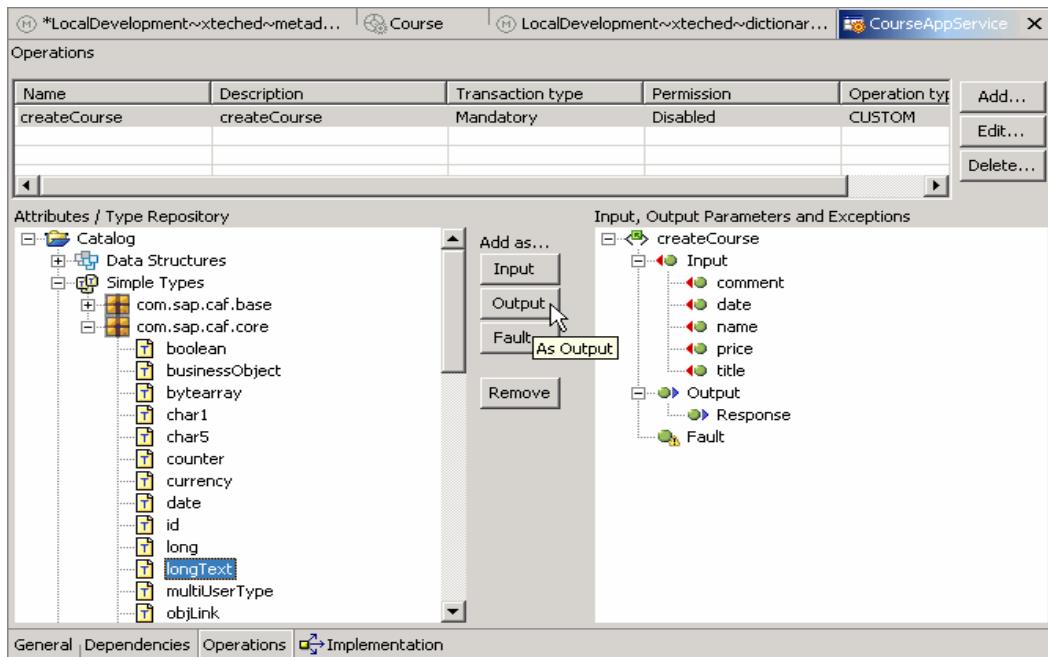 *LocalDevelopment~xteched~metad... Course LocalDevelopment~xteched~dictionar... CourseAppService
Operations
Name Description Transaction type Permission Operation typ
createCourse createCourse Mandatory Disabled CUSTOM
Add...
Edit...
Delete...
Attributes / Type Repository
Catalog
Data Structures
Simple Types
com.sap.caf.base
com.sap.caf.core
boolean
businessObject
bytearray
char1
char5
counter
currency
date
id
long
longText
multiUserType
objLink
Add as...
Input
Output
Fault
As Output
Remove
Input, Output Parameters and Exceptions
createCourse
Input
comment
date
name
price
title
Output
Response
Fault
General Dependencies Operations Implementation